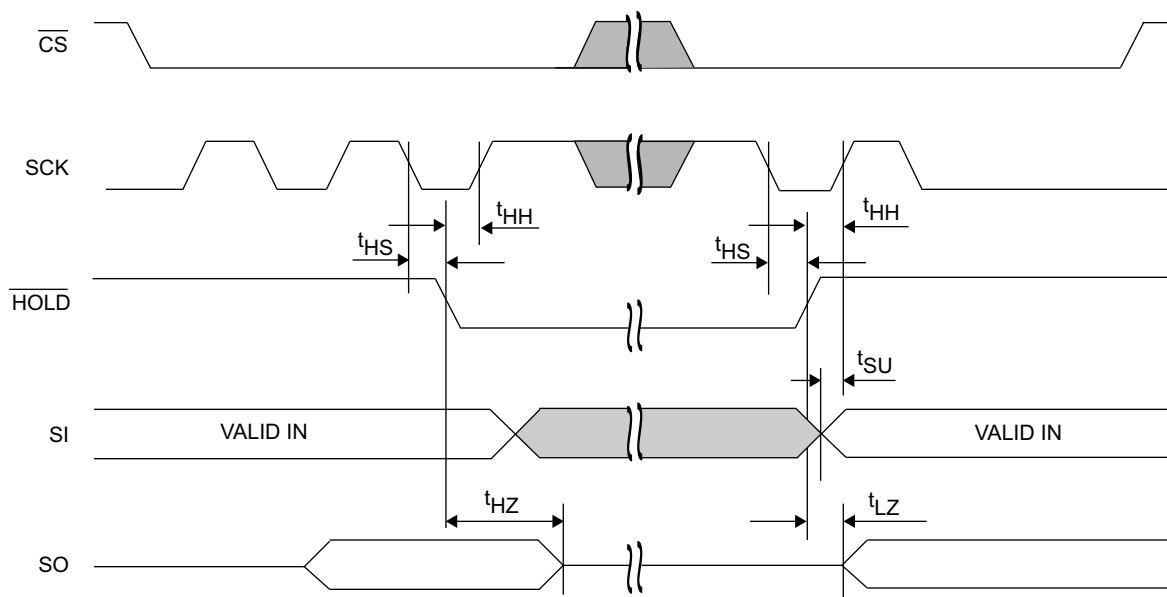 CS
SCK
tHH
tHH
tHS
tHS
HOLD
tSU
SI
VALID IN
VALID IN
tHZ
tLZ
SO